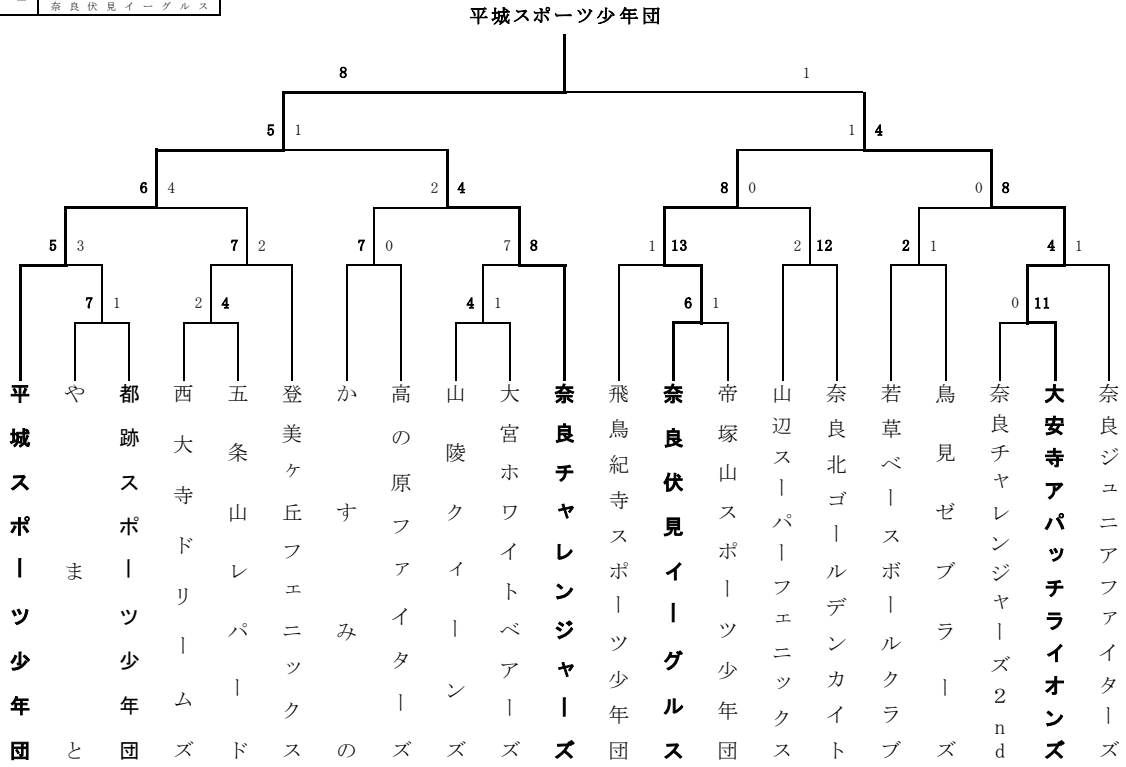 奈良伏見イーグルス
平城スポーツ少年団
8 1
5 1 1 4
6 4 2 4 8 0 0 8
5 3 7 2 7 0 7 8 1 13 2 12 2 1 4 1
7 1 2 4 4 1 6 1 0 11
平城スポーツ少年団
やまと
都跡スポーツ少年団
西大寺ドリームズ
五条山レパード
登美ヶ丘フェニックス
かすみの
高の原ファイターズ
山陵クィーンズ
大宮ホワイトベアーズ
奈良チャレンジャーズ
飛鳥紀寺スポーツ少年団
奈良伏見イーグルス
帝塚山スポーツ少年団
山辺スーパーフェニックス
奈良北ゴールデンカイト
若草ベースボールクラブ
鳥見ゼブラーズ
奈良チャレンジャーズ2nd
大安寺アパッチライオンズ
奈良ジュニアファイターズ